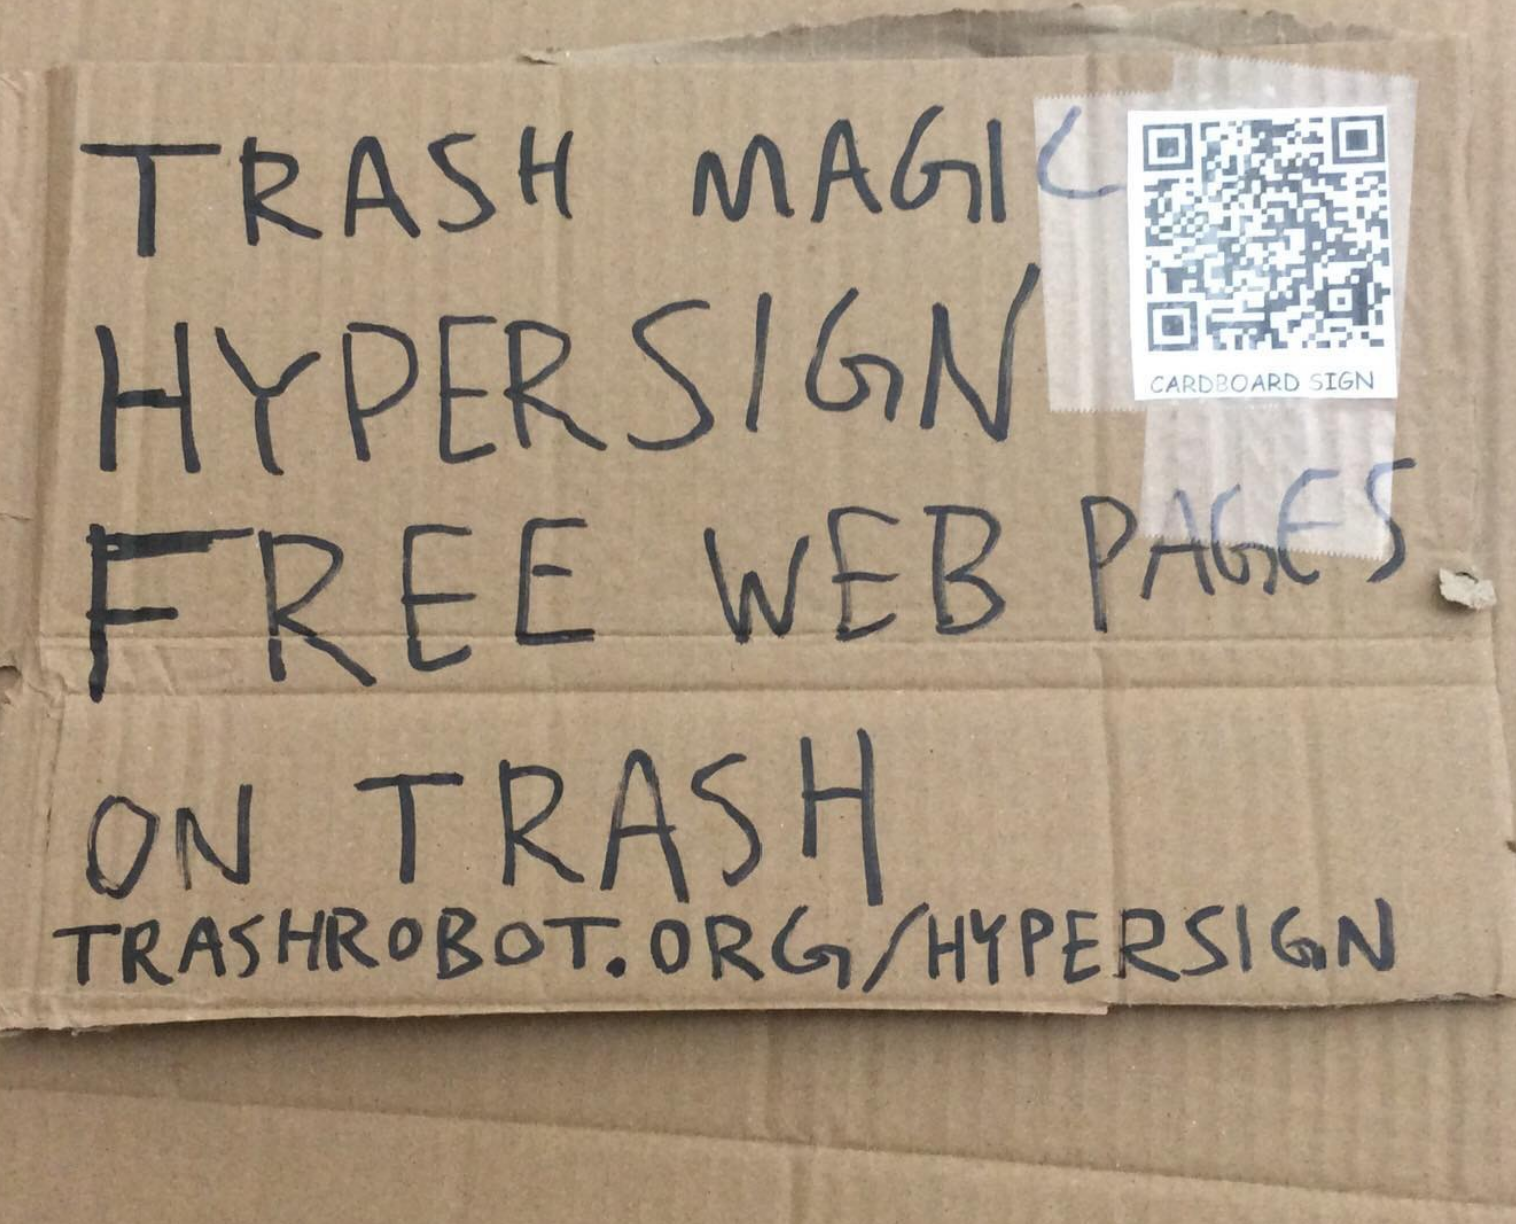 TRASH MAGIC
HYPERSIGN
FREE WEB PAGES
ON TRASH
TRASHROBOT.ORG/HYPERSIGN
CARDBOARD SIGN